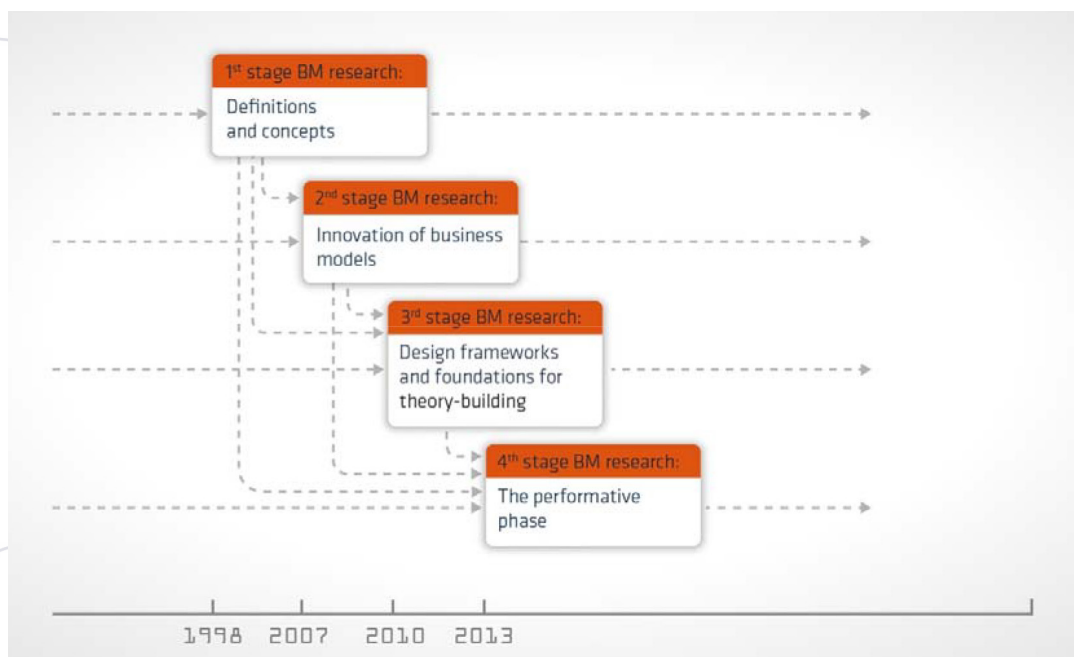 1st stage BM research:
Definitions
and concepts
2nd stage BM research:
Innovation of business
models
3rd stage BM research:
Design frameworks
and foundations for
theory-building
4th stage BM research:
The performative
phase
1998 2007 2010 2013